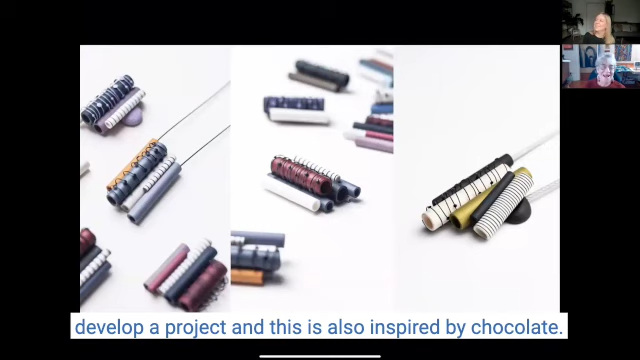 develop a project and this is also inspired by chocolate.